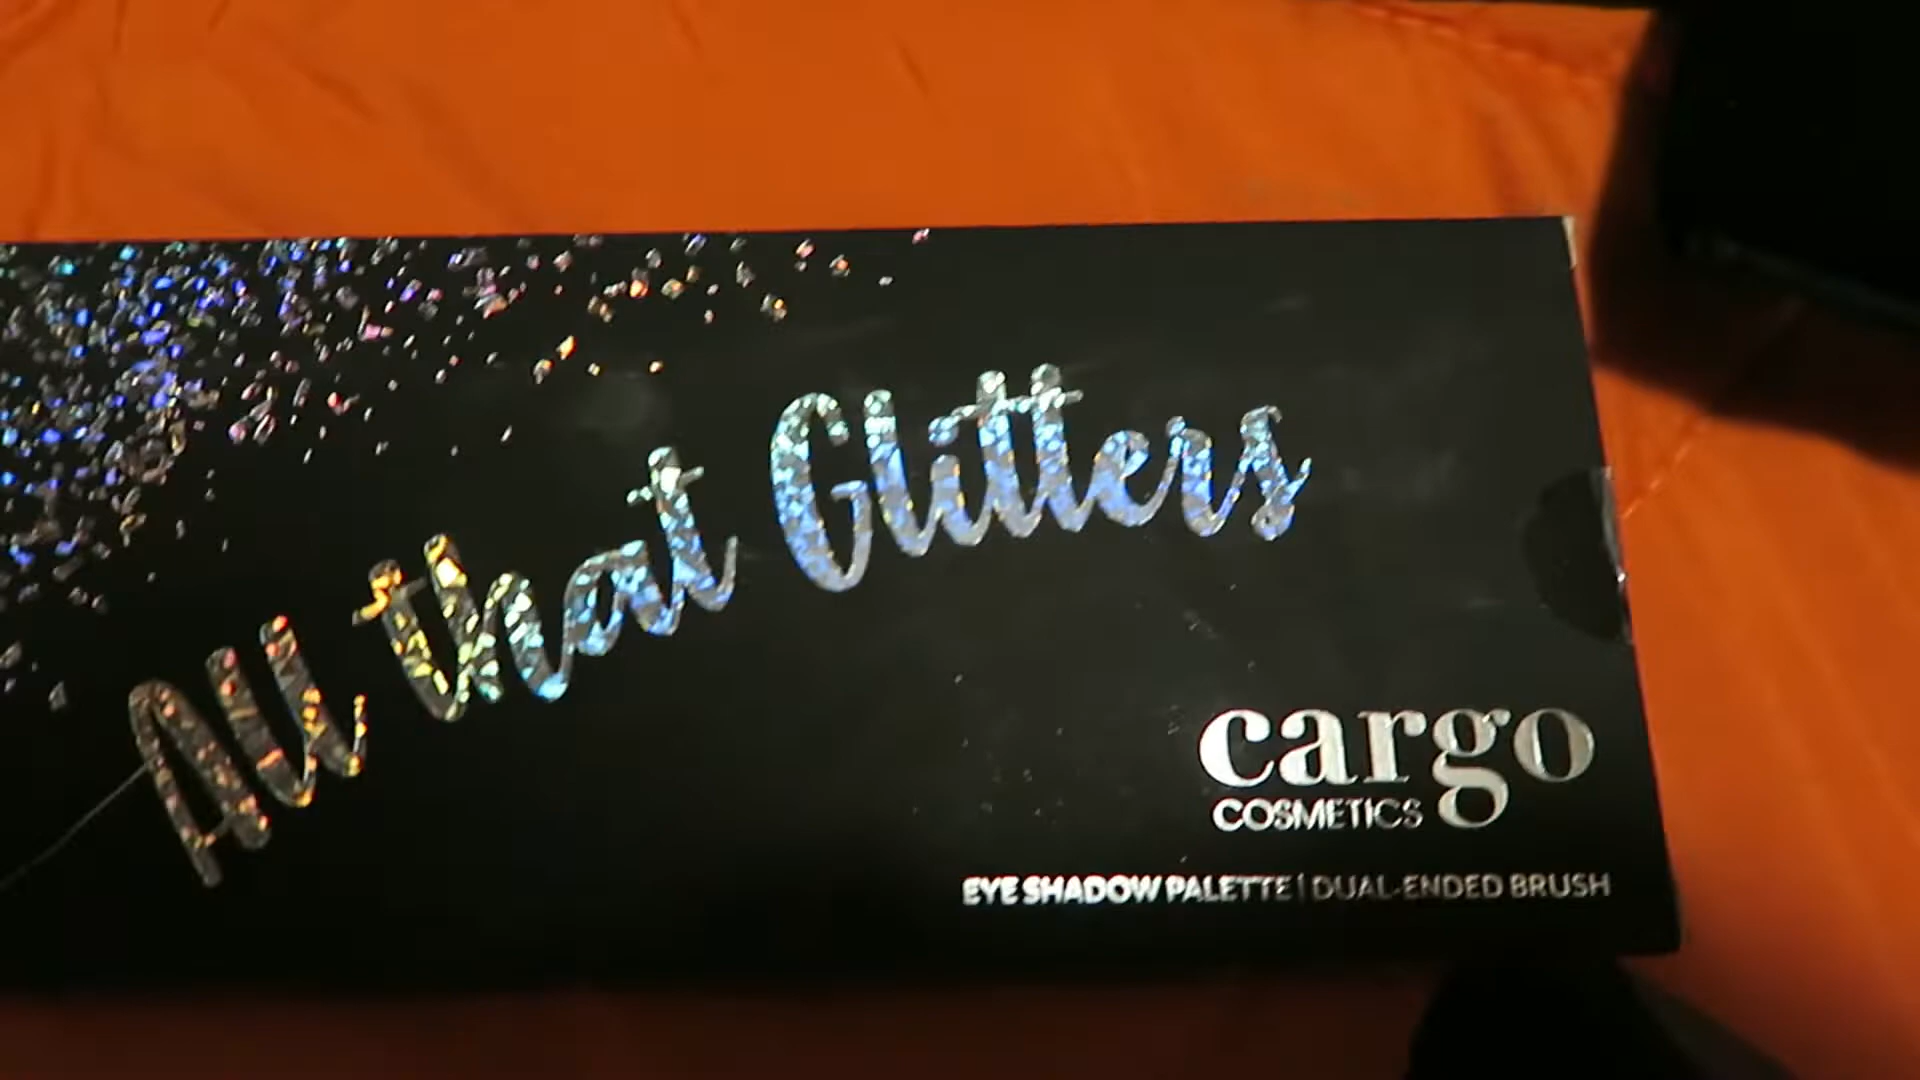 All that Glitters
cargo
COSMETICS
EYE SHADOW PALETTE | DUAL-ENDED BRUSH